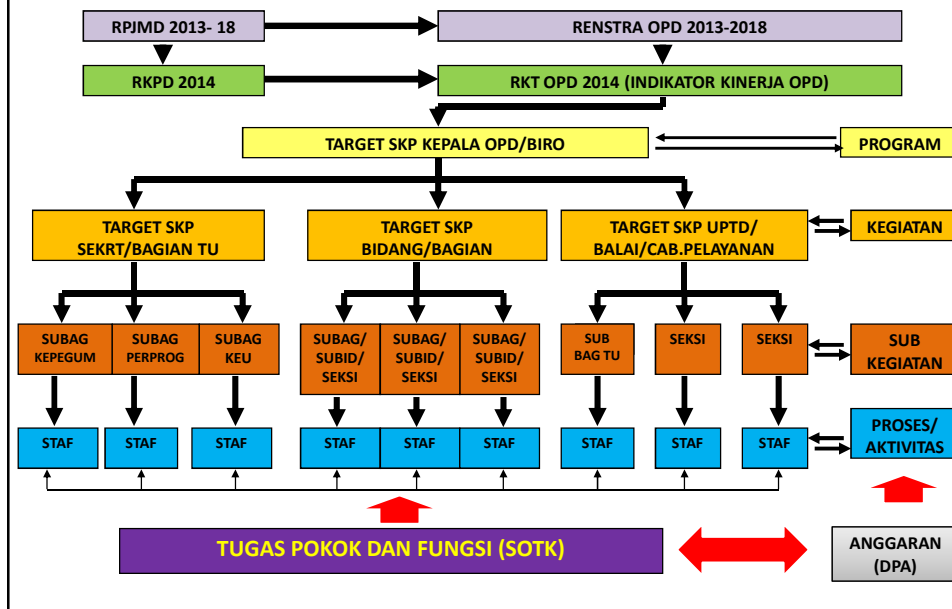 RPJMD 2013- 18
RENSTRA OPD 2013-2018
RKPD 2014
RKT OPD 2014 (INDIKATOR KINERJA OPD)
TARGET SKP KEPALA OPD/BIRO
PROGRAM
TARGET SKP
SEKRT/BAGIAN TU
TARGET SKP
BIDANG/BAGIAN
TARGET SKP UPTD/
BALAI/CAB.PELAYANAN
KEGIATAN
SUBAG
KEPEGUM
SUBAG
PERPROG
SUBAG
KEU
SUBAG/
SUBID/
SEKSI
SUBAG/
SUBID/
SEKSI
SUBAG/
SUBID/
SEKSI
SUB
BAG TU
SEKSI
SEKSI
SUB
KEGIATAN
STAF
STAF
STAF
STAF
STAF
STAF
STAF
STAF
STAF
PROSES/
AKTIVITAS
TUGAS POKOK DAN FUNGSI (SOTK)
ANGGARAN
(DPA)